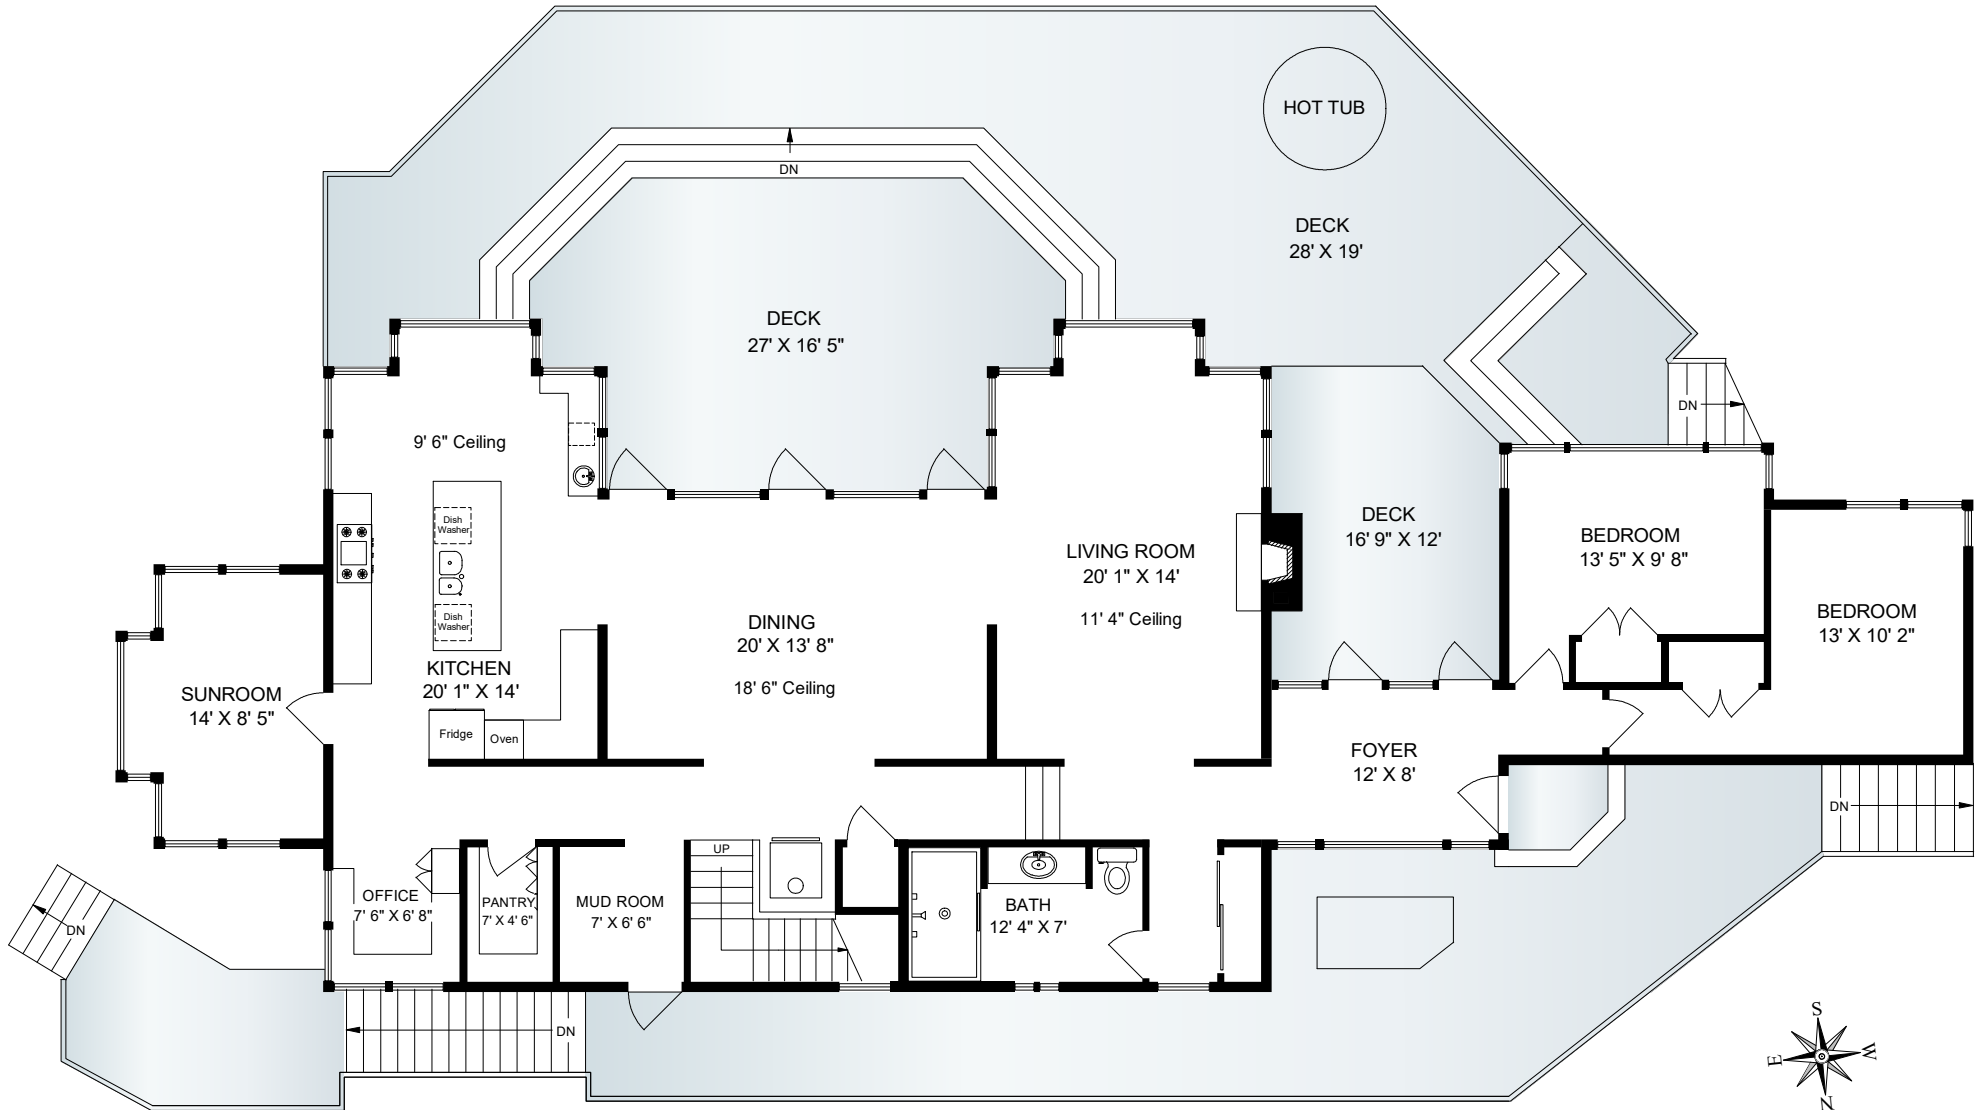 HOT TUB
DN
DECK
28' X 19'
DECK
27' X 16' 5"
DN
9' 6" Ceiling
DECK
16' 9" X 12'
BEDROOM
13' 5" X 9' 8"
Dish
Washer
LIVING ROOM
20' 1" X 14'
11' 4" Ceiling
BEDROOM
13' X 10' 2"
Dish
Washer
DINING
20' X 13' 8"
18' 6" Ceiling
KITCHEN
20' 1" X 14'
SUNROOM
14' X 8' 5"
Fridge
Oven
FOYER
12' X 8'
DN
UP
OFFICE
7' 6" X 6' 8"
PANTRY
7' X 4' 6"
MUD ROOM
7' X 6' 6"
BATH
12' 4" X 7'
DN
DN
S
E
W
N